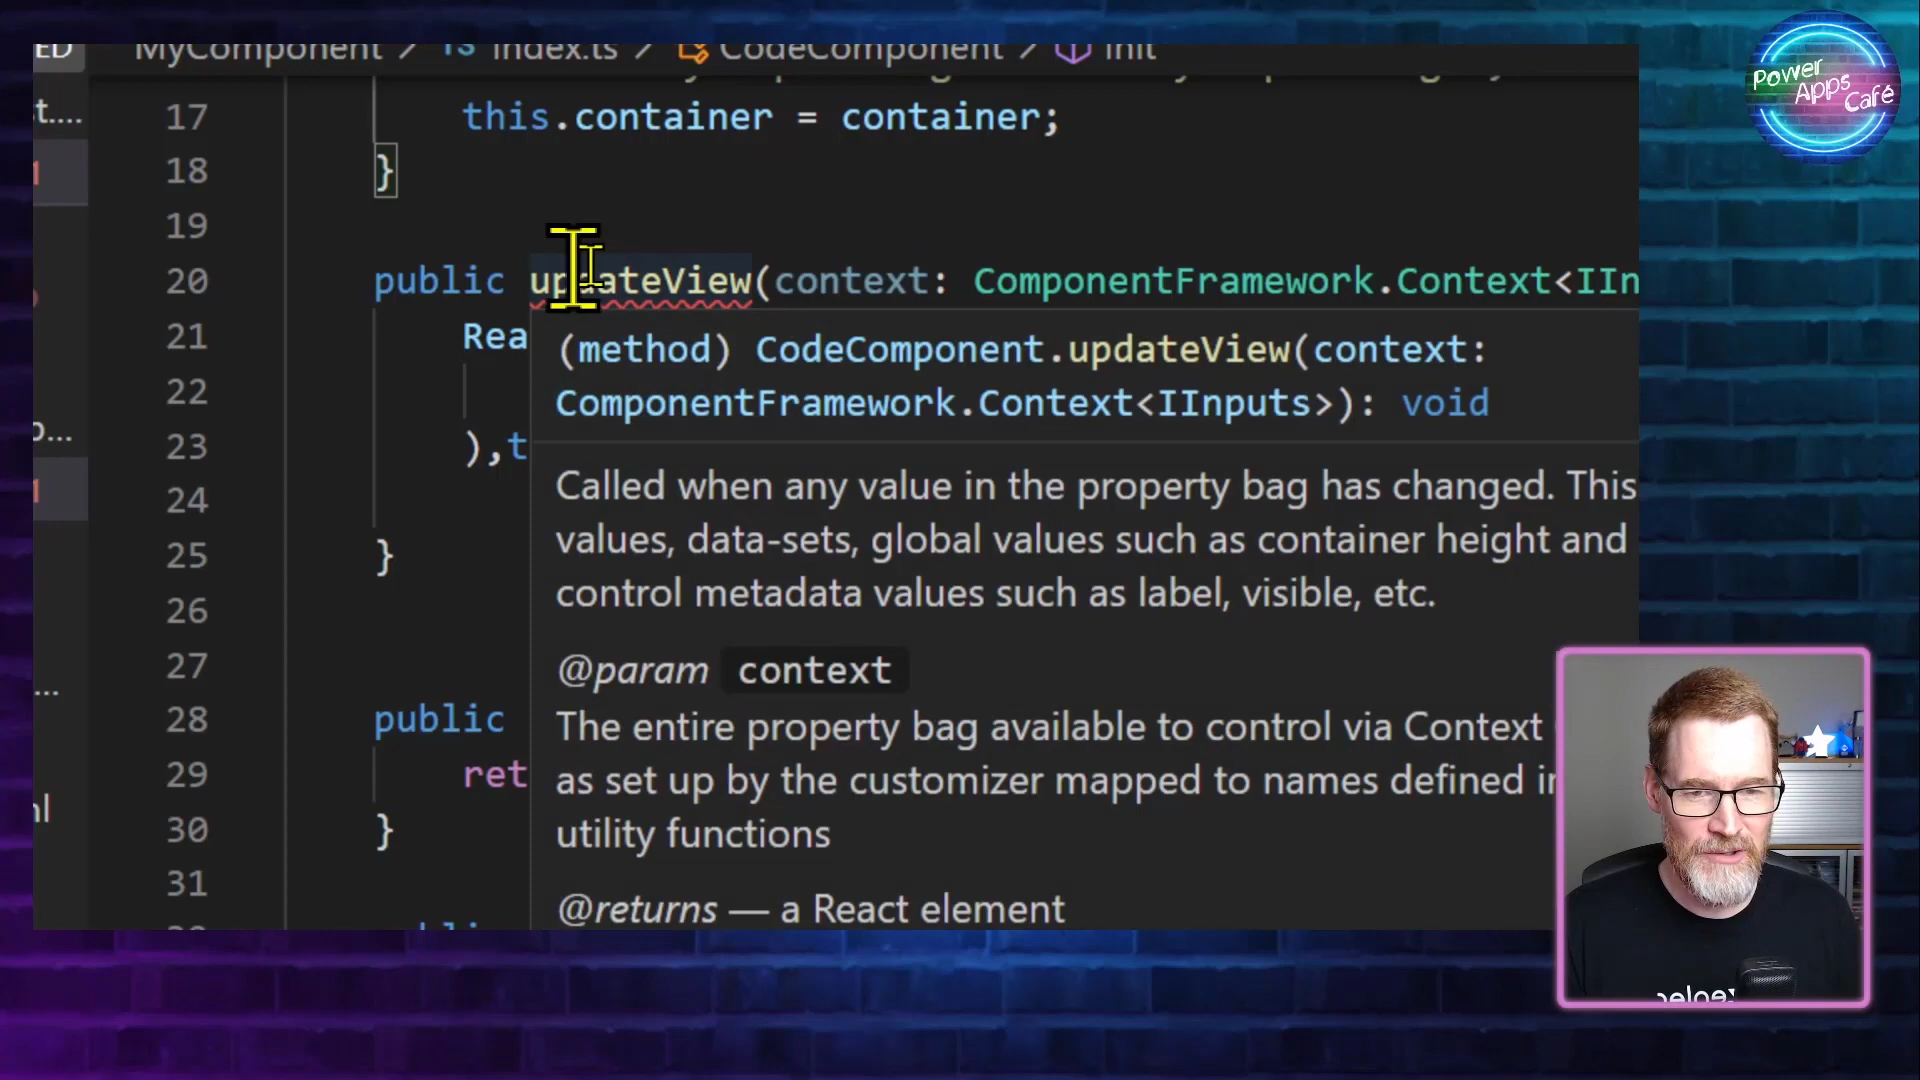 ED MyComponent / TS index.ts / CodeComponent / init
17 this.container = container;
18 }
19
20 public updateView(context: ComponentFramework.Context<IIn
21 Rea
22
23 ),t
24
25 }
26
27
28 public
29 ret
30 }
31
(method) CodeComponent.updateView(context:
ComponentFramework.Context<IInputs>): void
Called when any value in the property bag has changed. This
values, data-sets, global values such as container height and
control metadata values such as label, visible, etc.
@param context
The entire property bag available to control via Context
as set up by the customizer mapped to names defined in
utility functions
@returns — a React element
Power
Apps
Café